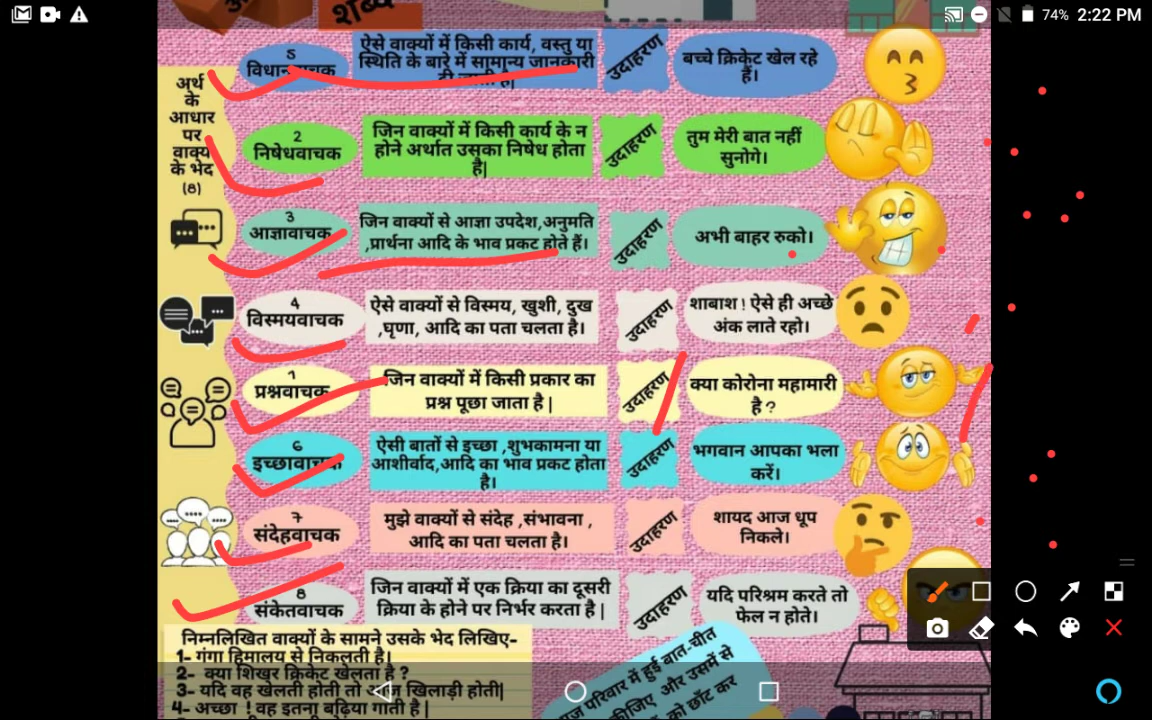 74% 2:22 PM
शब्द
अर्थ
के
आधार
पर
वाक्य
के भेद
(8)
5
विधानवाचक
ऐसे वाक्यों में किसी कार्य, वस्तु या
स्थिति के बारे में सामान्य जानकारी
दी जाती है|
उदाहरण
बच्चे क्रिकेट खेल रहे
हैं।
2
निषेधवाचक
जिन वाक्यों में किसी कार्य के न
होने अर्थात उसका निषेध होता
है|
उदाहरण
तुम मेरी बात नहीं
सुनोगे।
3
आज्ञावाचक
जिन वाक्यों से आज्ञा उपदेश,अनुमति
,प्रार्थना आदि के भाव प्रकट होते हैं।
उदाहरण
अभी बाहर रुको।
4
विस्मयवाचक
ऐसे वाक्यों से विस्मय, खुशी, दुख
,घृणा, आदि का पता चलता है।
उदाहरण
शाबाश ! ऐसे ही अच्छे
अंक लाते रहो।
प्रश्नवाचक
जिन वाक्यों में किसी प्रकार का
प्रश्न पूछा जाता है |
उदाहरण
क्या कोरोना महामारी
है ?
6
इच्छावाचक
ऐसी बातों से इच्छा ,शुभकामना या
आशीर्वाद,आदि का भाव प्रकट होता
है।
उदाहरण
भगवान आपका भला
करें।
7
संदेहवाचक
मुझे वाक्यों से संदेह ,संभावना ,
आदि का पता चलता है।
उदाहरण
शायद आज धूप
निकले।
8
संकेतवाचक
जिन वाक्यों में एक क्रिया का दूसरी
क्रिया के होने पर निर्भर करता है |
उदाहरण
यदि परिश्रम करते तो
फेल न होते।
निम्नलिखित वाक्यों के सामने उसके भेद लिखिए-
1- गंगा हिमालय से निकलती है।
2- क्या शिखर क्रिकेट खेलता है ?
3- यदि वह खेलती होती तो खिलाड़ी होती|
4- अच्छा ! वह इतना बढ़िया गाती है |
परिवार में हुई बात-चीत
कीजिए और उसमें से
को छाँट कर